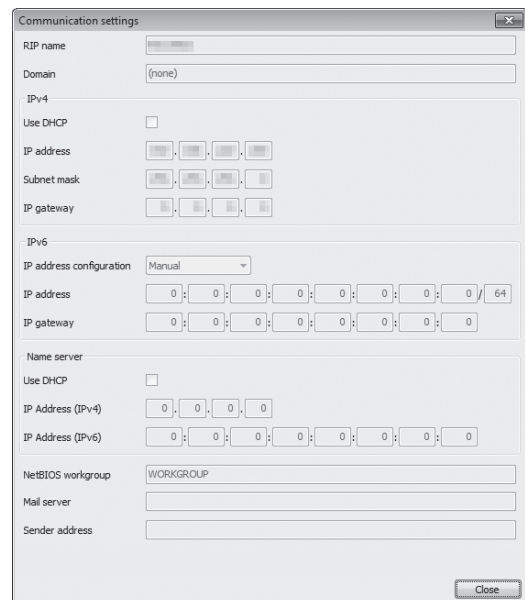 Communication settings
RIP name
Domain (none)
IPv4
Use DHCP
IP address . . .
Subnet mask . . .
IP gateway . . .
IPv6
IP address configuration Manual
IP address 0 : 0 : 0 : 0 : 0 : 0 : 0 : 0 / 64
IP gateway 0 : 0 : 0 : 0 : 0 : 0 : 0 : 0
Name server
Use DHCP
IP Address (IPv4) 0 . 0 . 0 . 0
IP Address (IPv6) 0 : 0 : 0 : 0 : 0 : 0 : 0 : 0
NetBIOS workgroup WORKGROUP
Mail server
Sender address
Close